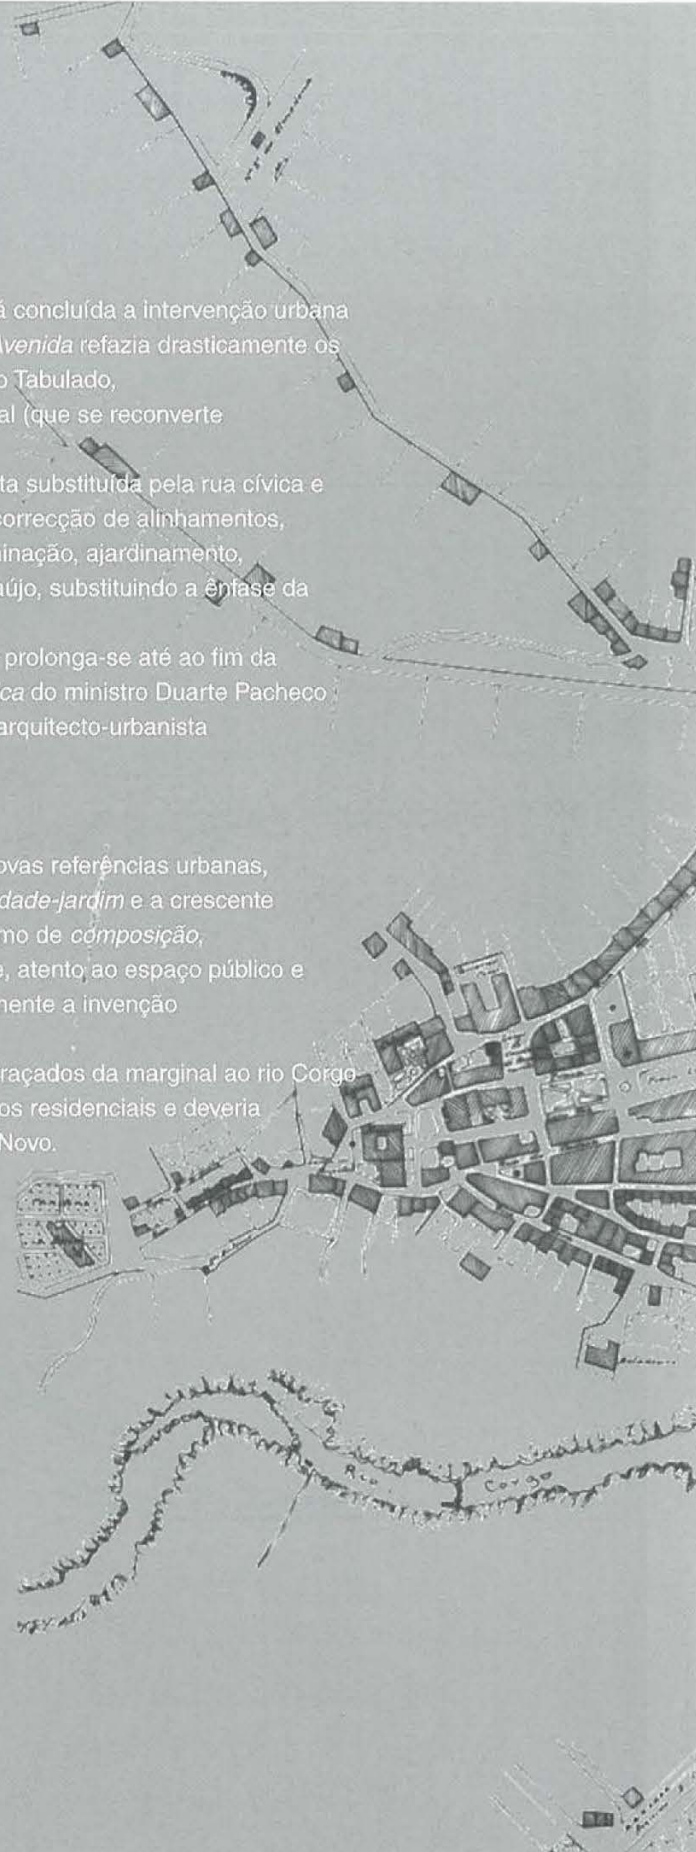 á concluída a intervenção urbana
Avenida refazia drasticamente os
o Tabulado,
al (que se reconverte
ta substituída pela rua cívica e
correcção de alinhamentos,
inação, ajardinamento,
aújo, substituindo a ênfase da
prolonga-se até ao fim da
ca do ministro Duarte Pacheco
arquitecto-urbanista
ovas referências urbanas,
dade-jardim e a crescente
mo de composição,
e, atento ao espaço público e
mente a invenção
raçados da marginal ao rio Corgo
os residenciais e deveria
Novo.
Rio Corgo